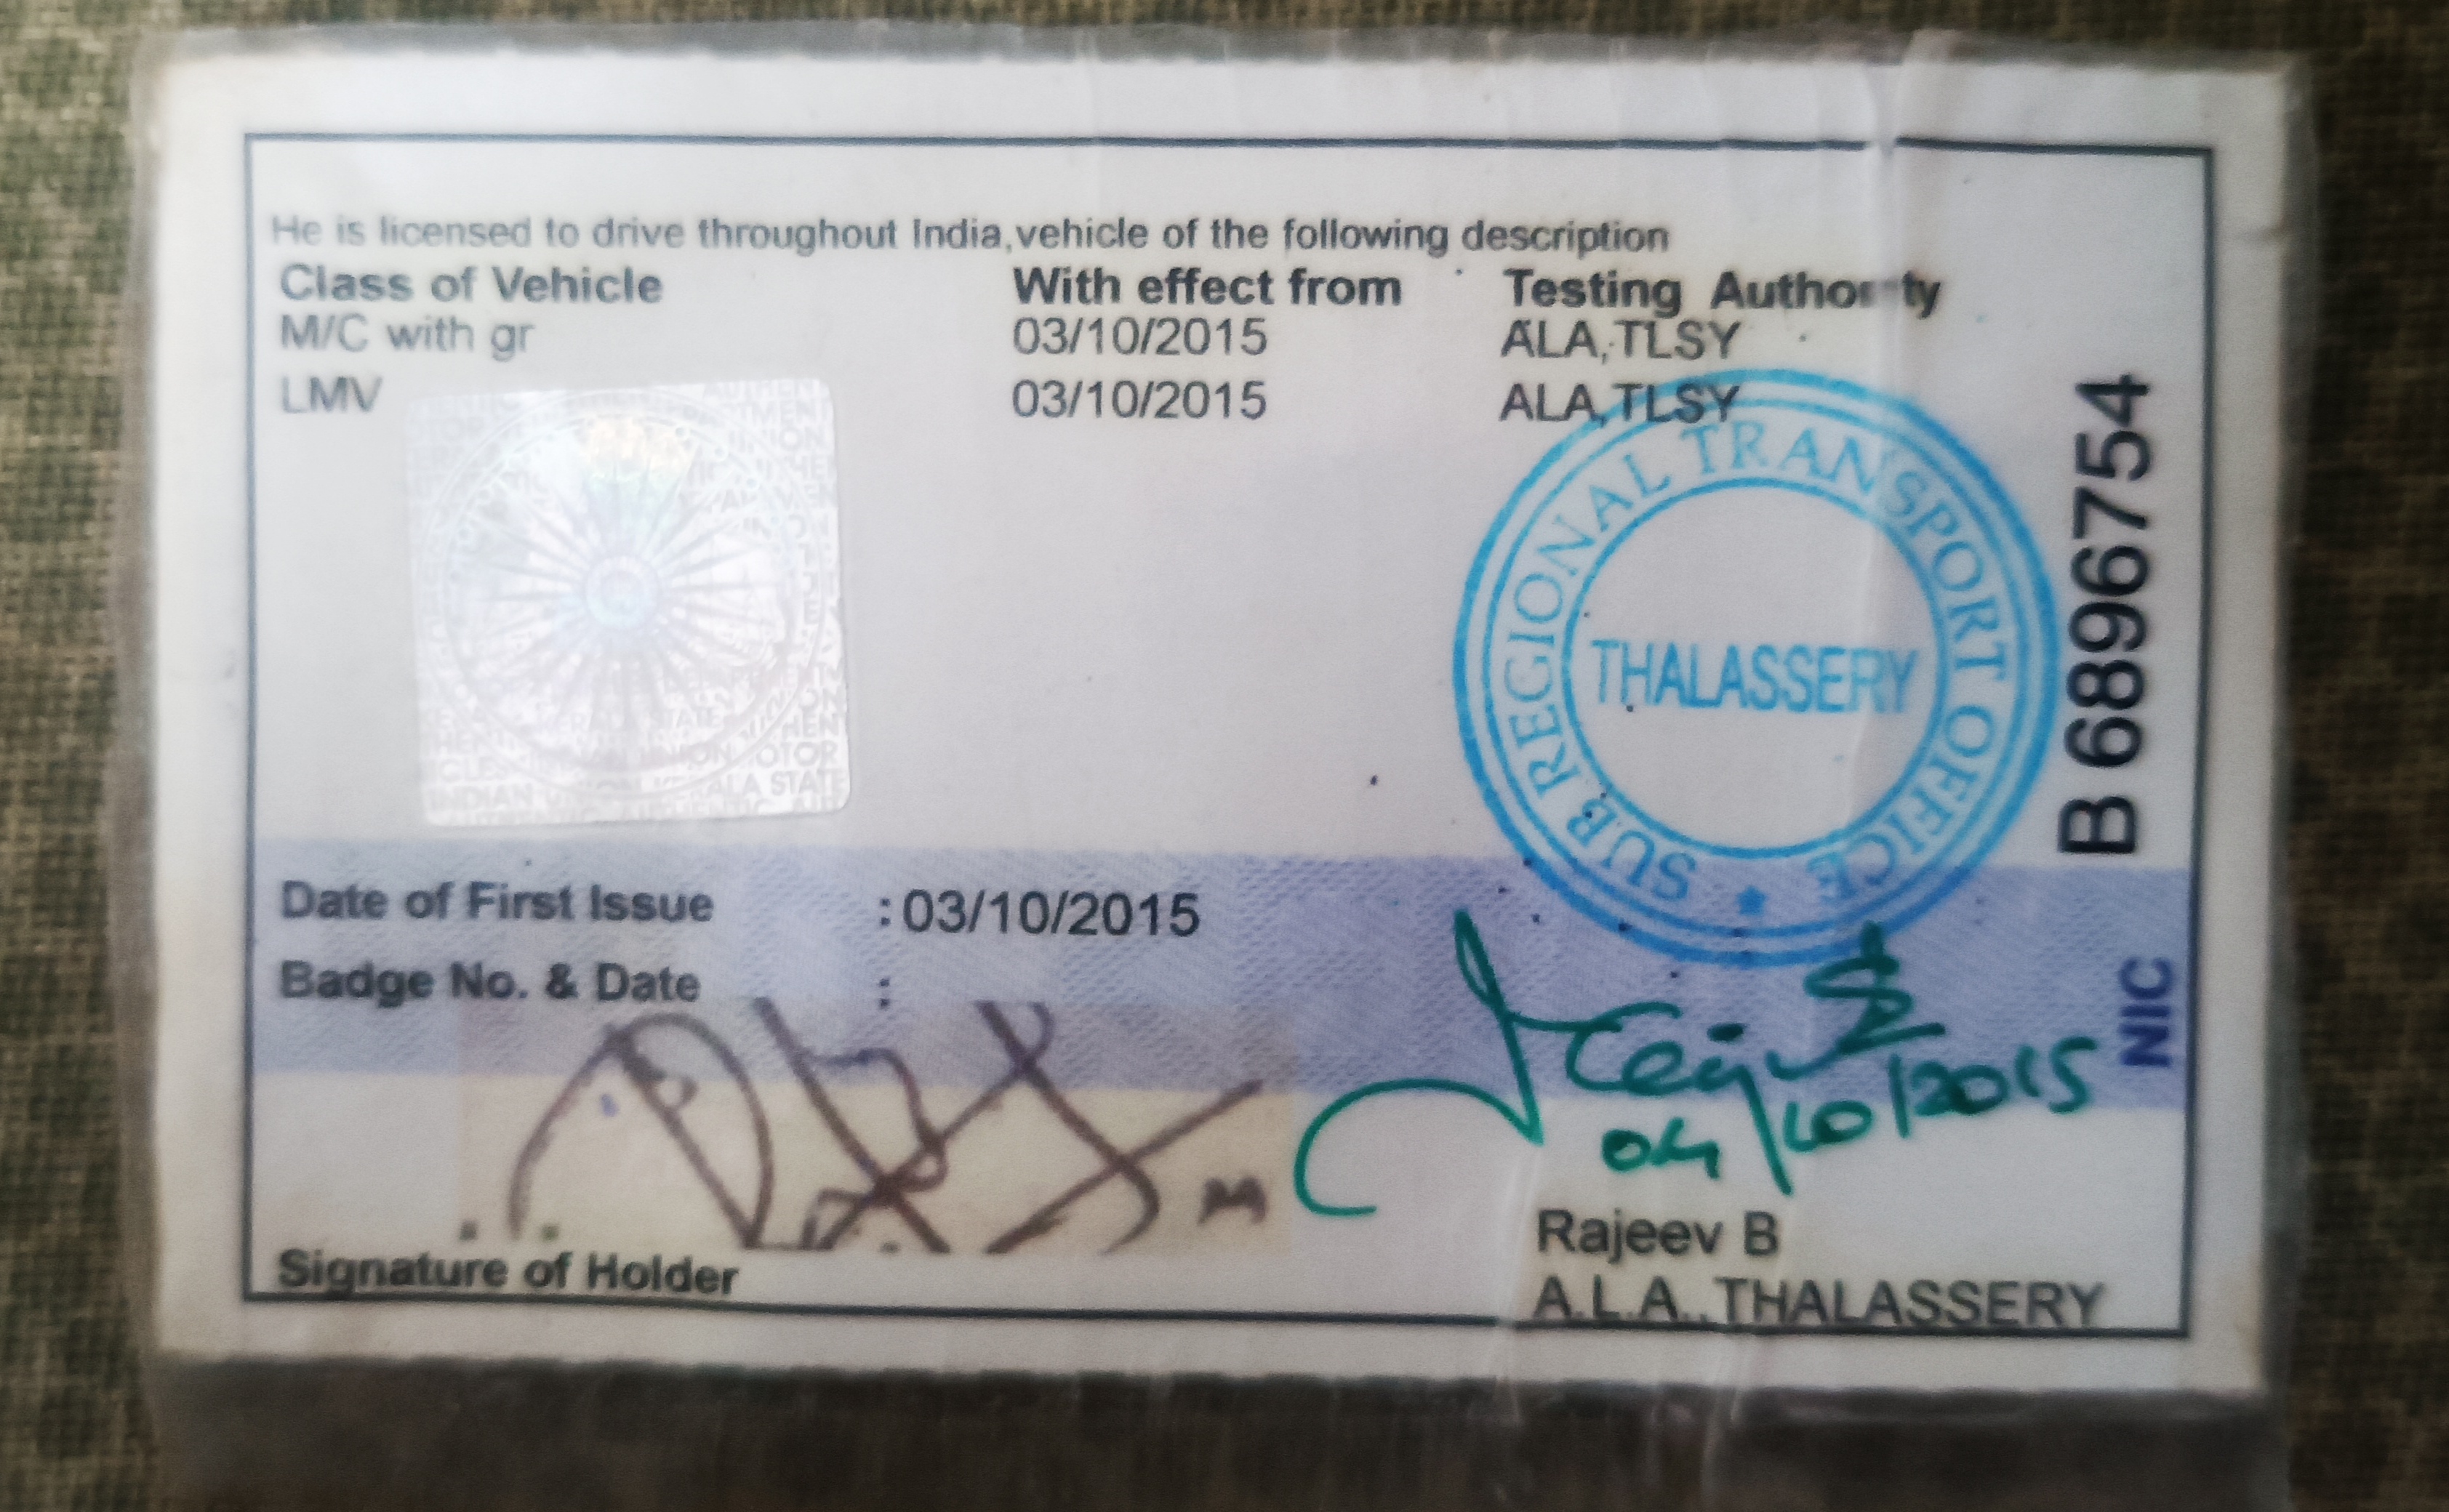 He is licensed to drive throughout India,vehicle of the following description
Class of Vehicle With effect from Testing Authority
M/C with gr 03/10/2015 ALA,TLSY
LMV 03/10/2015 ALA,TLSY
SUB REGIONAL TRANSPORT OFFICE
THALASSERY
B 6896754
Date of First Issue : 03/10/2015
Badge No. & Date :
NIC
04/10/2015
Signature of Holder
Rajeev B
A.L.A., THALASSERY